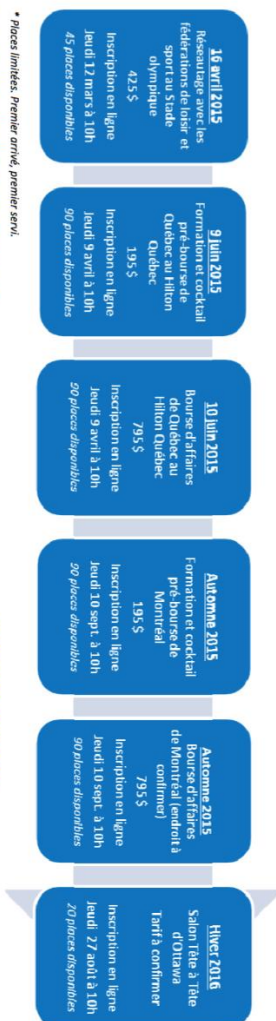 16 avril 2015
Réseautage avec les
fédérations de loisir et
sport au Stade
olympique
425 $
Inscription en ligne
Jeudi 12 mars à 10h
45 places disponibles
9 juin 2015
Formation et cocktail
pré-bourse de
Québec au Hilton
Québec
195 $
Inscription en ligne
Jeudi 9 avril à 10h
90 places disponibles
10 juin 2015
Bourse d'affaires
de Québec au
Hilton Québec
795 $
Inscription en ligne
Jeudi 9 avril à 10h
90 places disponibles
Automne 2015
Formation et cocktail
pré-bourse de
Montréal
195 $
Inscription en ligne
Jeudi 10 sept. à 10h
90 places disponibles
Automne 2015
Bourse d'affaires
de Montréal (endroit à
confirmer)
795 $
Inscription en ligne
Jeudi 10 sept. à 10h
90 places disponibles
Hiver 2016
Salon Tête à Tête
d'Ottawa
Tarif à confirmer
Inscription en ligne
Jeudi 27 août à 10h
20 places disponibles
* Places limitées. Premier arrivé, premier servi.